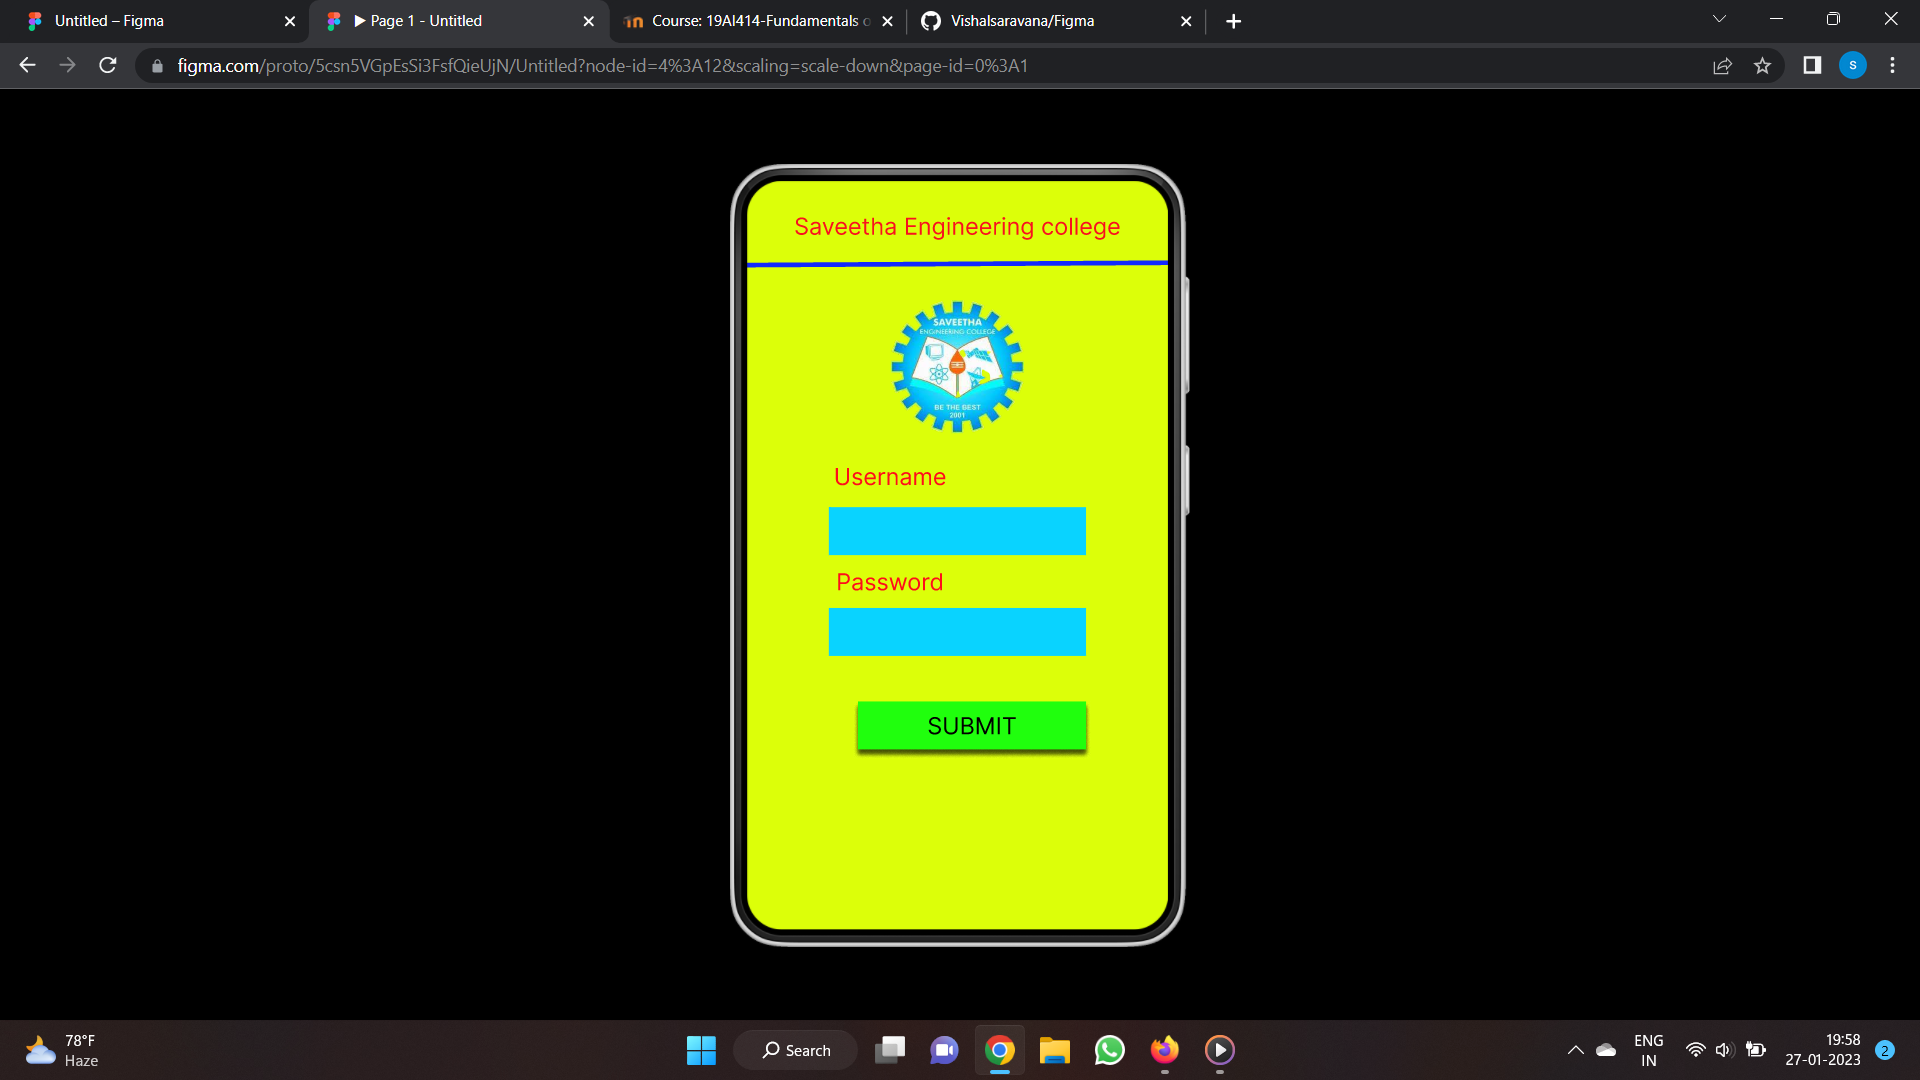 Untitled – Figma
Page 1 - Untitled
Course: 19AI414-Fundamentals o
Vishalsaravana/Figma
figma.com/proto/5csn5VGpEsSi3FsfQieUjN/Untitled?node-id=4%3A12&scaling=scale-down&page-id=0%3A1
s
Saveetha Engineering college
SAVEETHA
ENGINEERING COLLEGE
BE THE BEST
2001
Username
Password
SUBMIT
78°F
Haze
Search
ENG
IN
19:58
27-01-2023
2